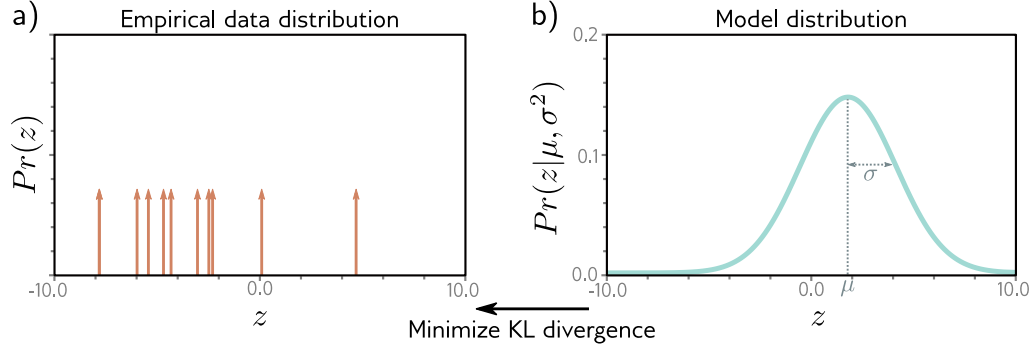 a) Empirical data distribution
Pr(z)
-10.0 0.0 10.0
z
b) Model distribution
0.2
Pr(z|μ, σ²)
0.1
σ
0.0
-10.0 0.0 μ 10.0
z
Minimize KL divergence